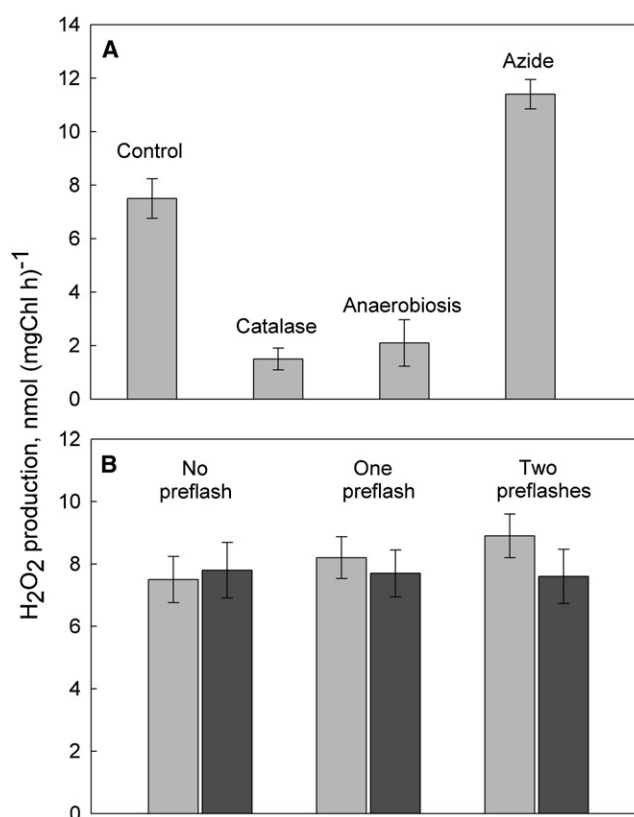 A
14
12
10
8
6
4
2
0
Control
Catalase
Anaerobiosis
Azide
H₂O₂ production, nmol (mgChl h)⁻¹
B
12
10
8
6
4
2
0
No
preflash
One
preflash
Two
preflashes